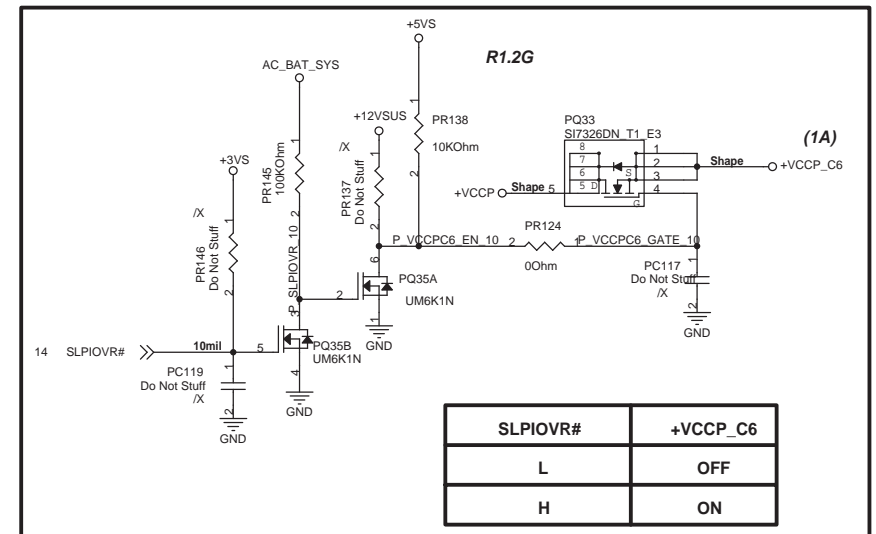 +5VS
R1.2G
AC_BAT_SYS
+12VSUS
+3VS
/X
PR138
10KOhm
PQ33
SI7326DN_T1_E3
(1A)
8
7
6
5
D
S
G
1
2
3
4
Shape
+VCCP_C6
+VCCP
Shape
5
PR145
100KOhm
1
2
PR137
Do Not Stuff
1
2
1
2
/X
PR146
Do Not Stuff
1
2
P_SLPIOVR_10
P_VCCPC6_EN_10
2
PR124
0Ohm
1
P_VCCPC6_GATE_10
6
2
PQ35A
UM6K1N
1
GND
1
PC117
Do Not Stuff
/X
2
GND
14
SLPIOVR#
10mil
5
3
PQ35B
UM6K1N
4
GND
PC119
Do Not Stuff
/X
1
2
GND
SLPIOVR# +VCCP_C6
L OFF
H ON